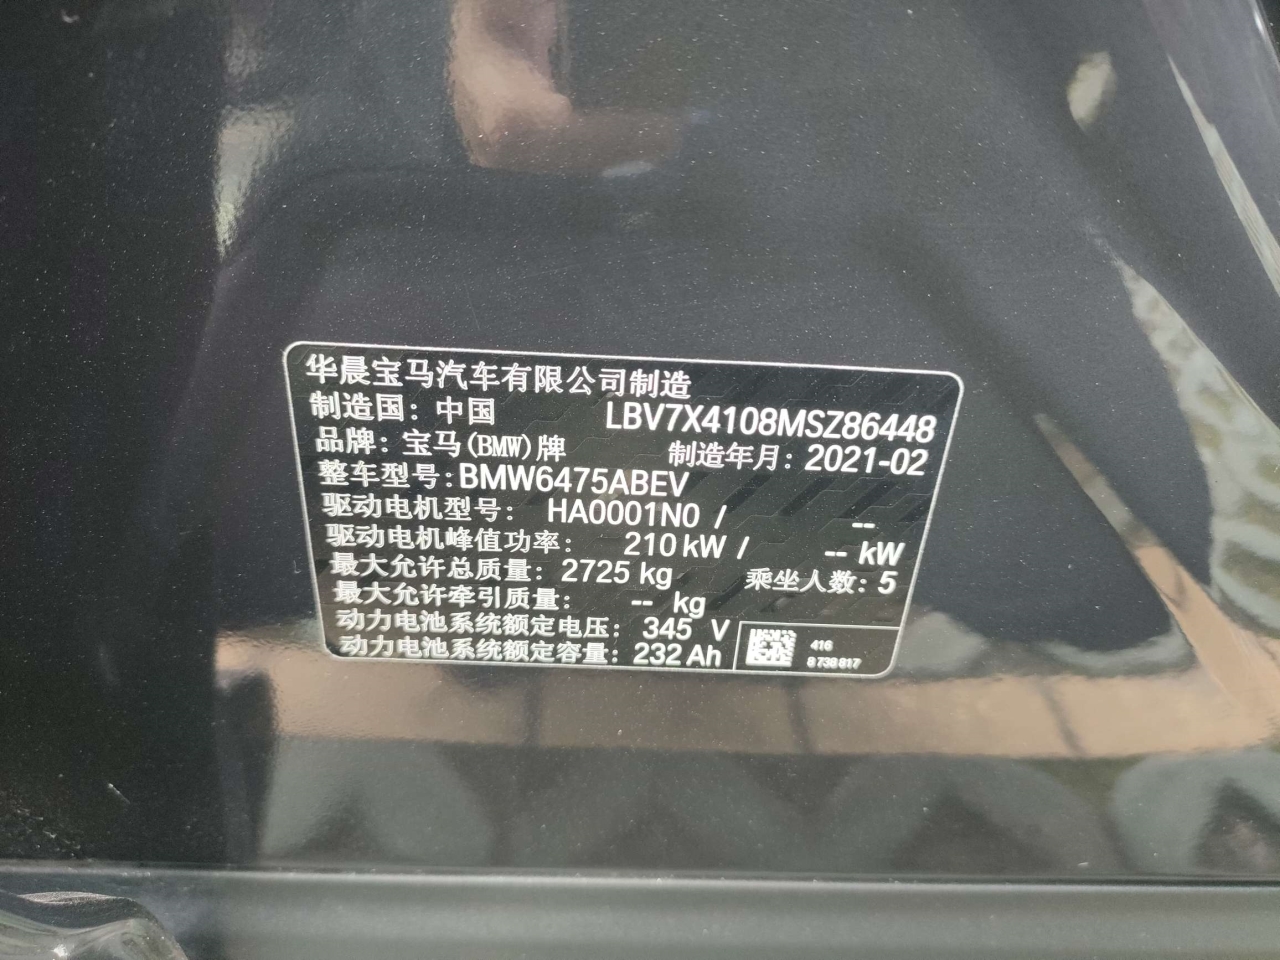 华晨宝马汽车有限公司制造
制造国：中国 LBV7X4108MSZ86448
品牌：宝马(BMW)牌 制造年月：2021-02
整车型号：BMW6475ABEV
驱动电机型号： HA0001N0 / --
驱动电机峰值功率： 210 kW / -- kW
最大允许总质量：2725 kg 乘坐人数：5
最大允许牵引质量： -- kg
动力电池系统额定电压：345 V
动力电池系统额定容量：232 Ah
416
8 738 817